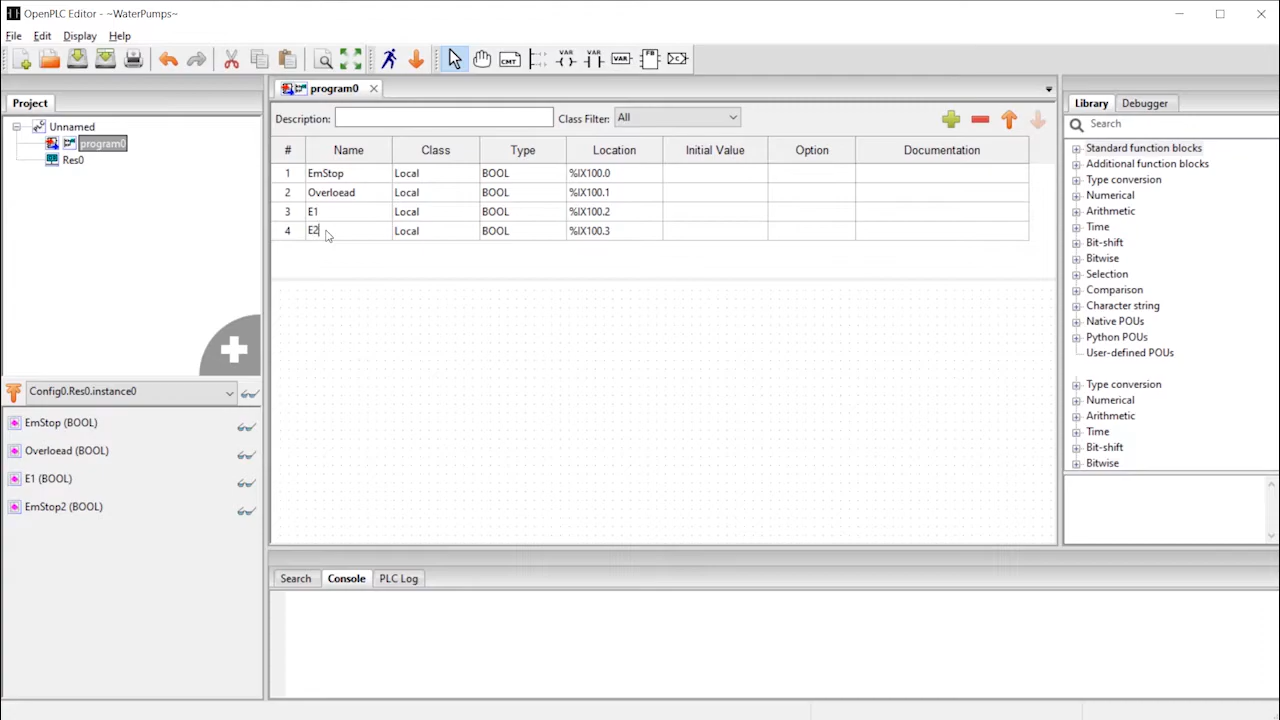 OpenPLC Editor - ~WaterPumps~
File Edit Display Help
CMT VAR VAR VAR FB
Project
Unnamed
program0
Res0
Config0.Res0.instance0
EmStop (BOOL)
Overloead (BOOL)
E1 (BOOL)
EmStop2 (BOOL)
program0
Description: Class Filter: All
# Name Class Type Location Initial Value Option Documentation
1 EmStop Local BOOL %IX100.0
2 Overloead Local BOOL %IX100.1
3 E1 Local BOOL %IX100.2
4 E2 Local BOOL %IX100.3
Search Console PLC Log
Library Debugger
Search
Standard function blocks
Additional function blocks
Type conversion
Numerical
Arithmetic
Time
Bit-shift
Bitwise
Selection
Comparison
Character string
Native POUs
Python POUs
User-defined POUs
Type conversion
Numerical
Arithmetic
Time
Bit-shift
Bitwise